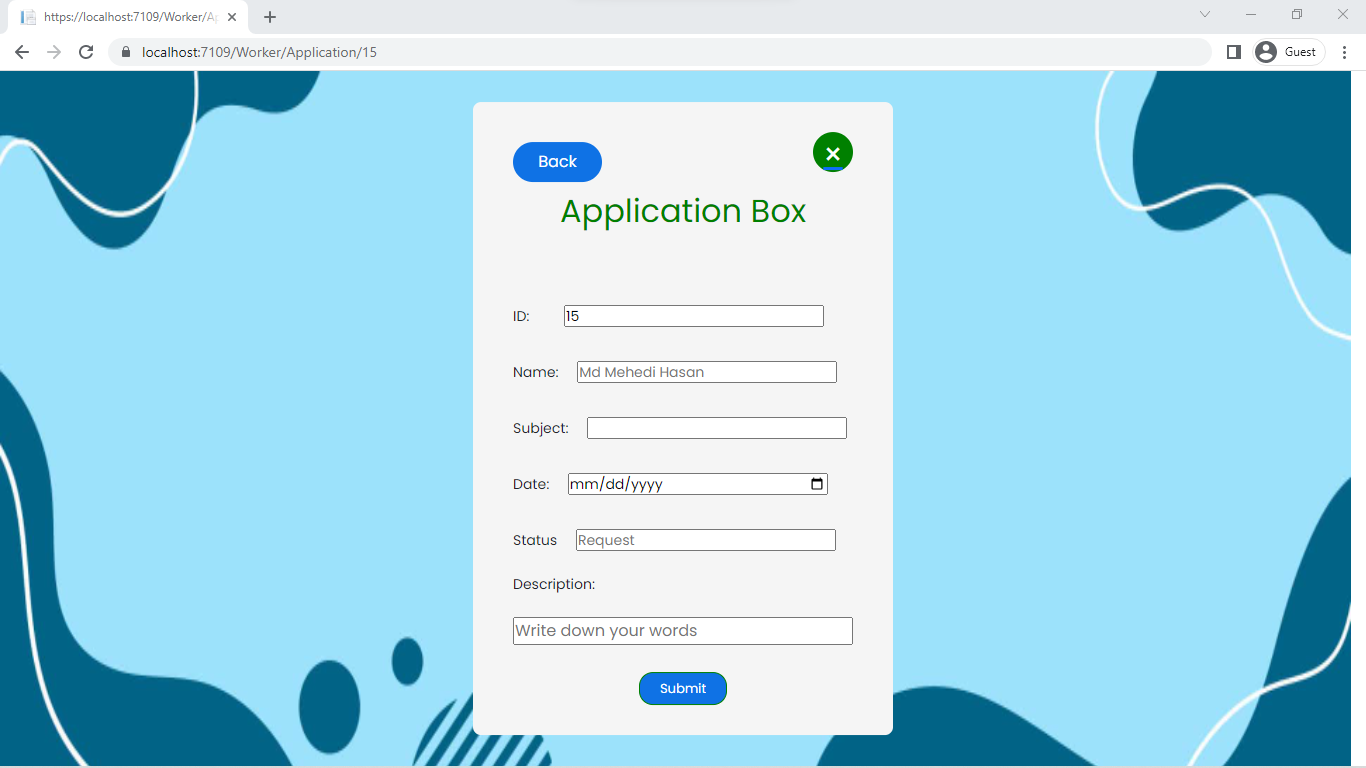 https://localhost:7109/Worker/Ap
localhost:7109/Worker/Application/15
Guest
Back
Application Box
ID: 15
Name: Md Mehedi Hasan
Subject:
Date: mm/dd/yyyy
Status Request
Description:
Write down your words
Submit